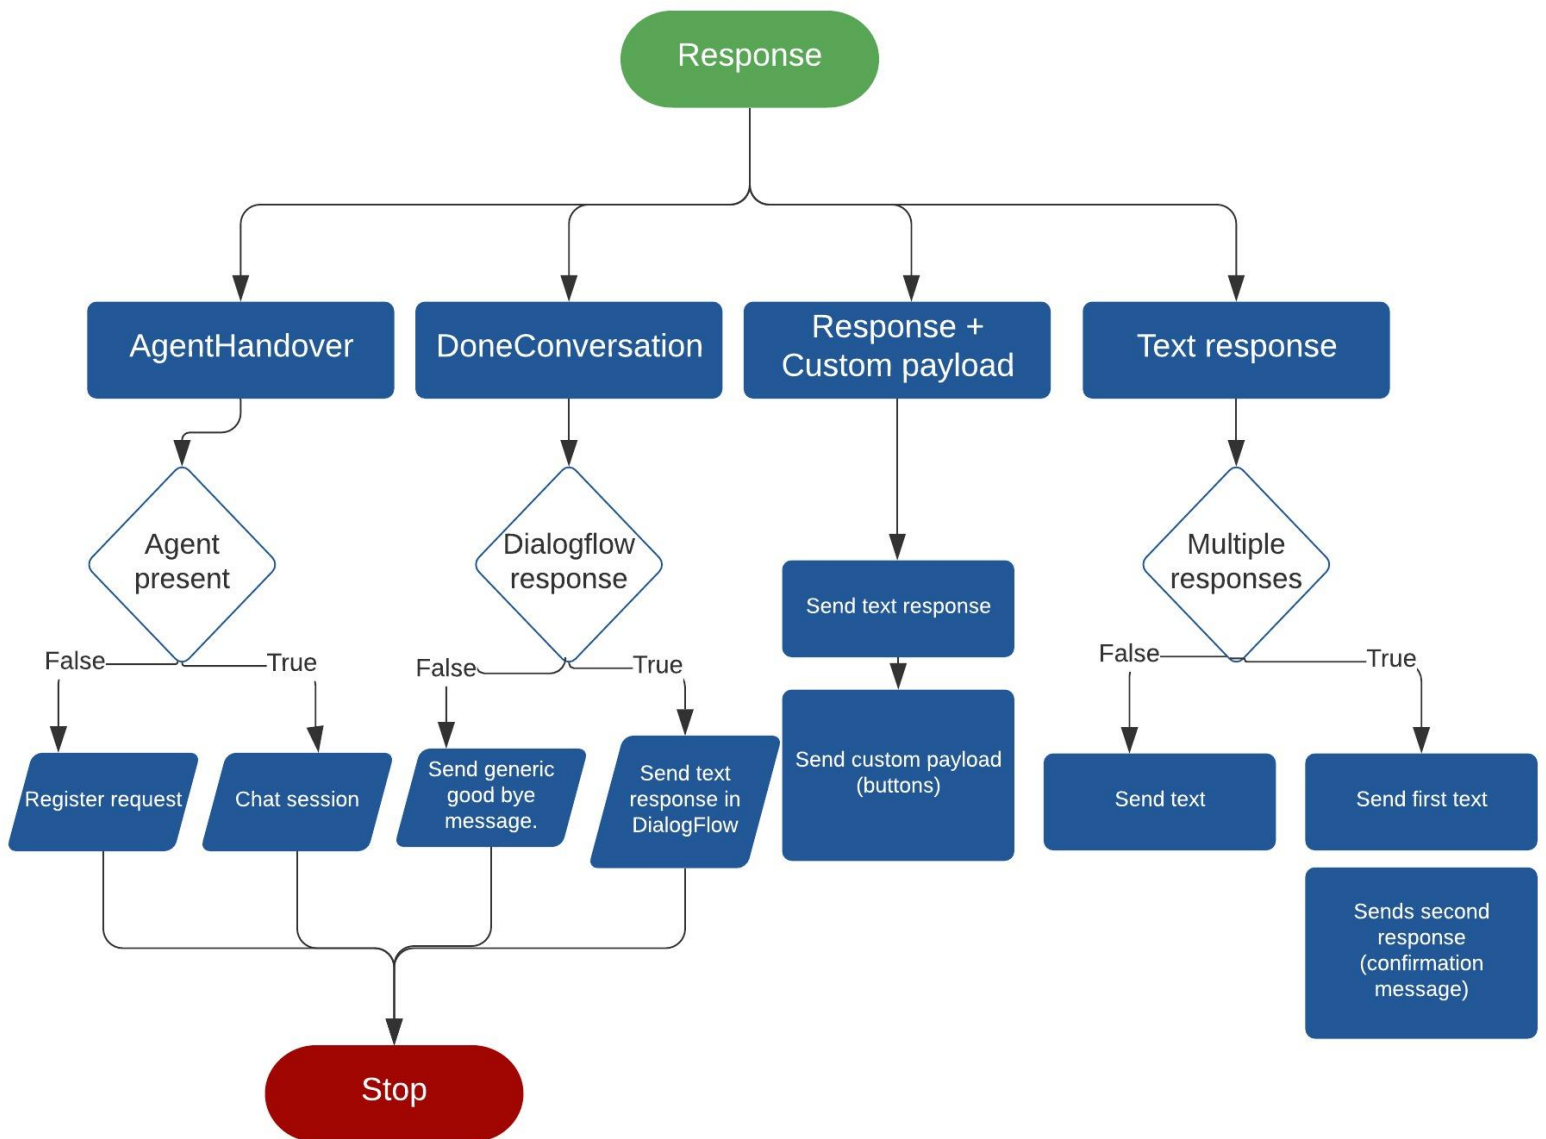 Response
AgentHandover
DoneConversation
Response +
Custom payload
Text response
Agent
present
Dialogflow
response
Multiple
responses
Send text response
False
True
False
True
False
True
Register request
Chat session
Send generic
good bye
message.
Send text
response in
DialogFlow
Send custom payload
(buttons)
Send text
Send first text
Sends second
response
(confirmation
message)
Stop